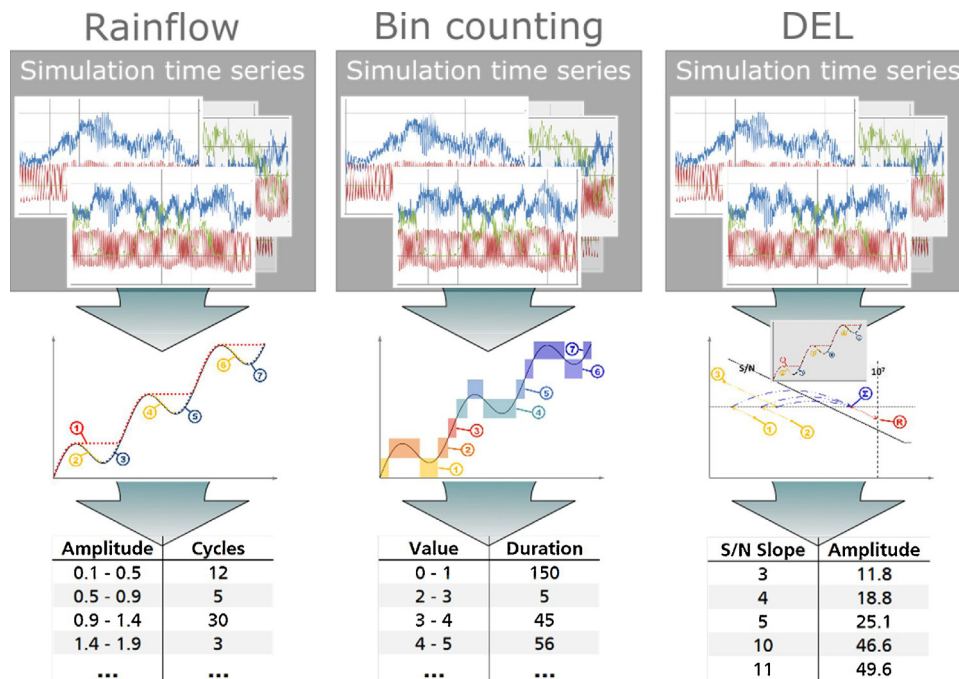 Rainflow
Bin counting
DEL
Simulation time series
Simulation time series
Simulation time series
1
2
3
4
5
6
7
1
2
3
4
5
6
7
S/N
10⁷
3
1
2
Σ
R
Amplitude Cycles
0.1 - 0.5 12
0.5 - 0.9 5
0.9 - 1.4 30
1.4 - 1.9 3
... ...
Value Duration
0 - 1 150
2 - 3 5
3 - 4 45
4 - 5 56
... ...
S/N Slope Amplitude
3 11.8
4 18.8
5 25.1
10 46.6
11 49.6